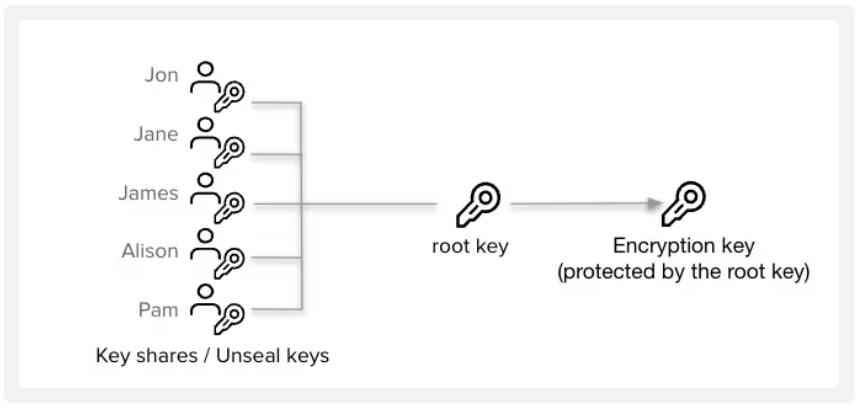 Jon
Jane
James
Alison
Pam
Key shares / Unseal keys
root key
Encryption key
(protected by the root key)